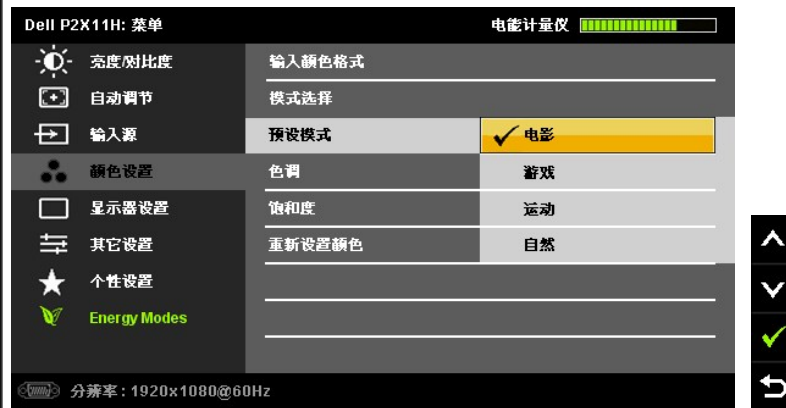 Dell P2X11H: 菜单 电能计量仪
亮度/对比度 输入颜色格式
自动调节 模式选择
输入源 预设模式 电影
颜色设置 色调 游戏
显示器设置 饱和度 运动
其它设置 重新设置颜色 自然
个性设置
Energy Modes
分辨率 : 1920x1080@60Hz